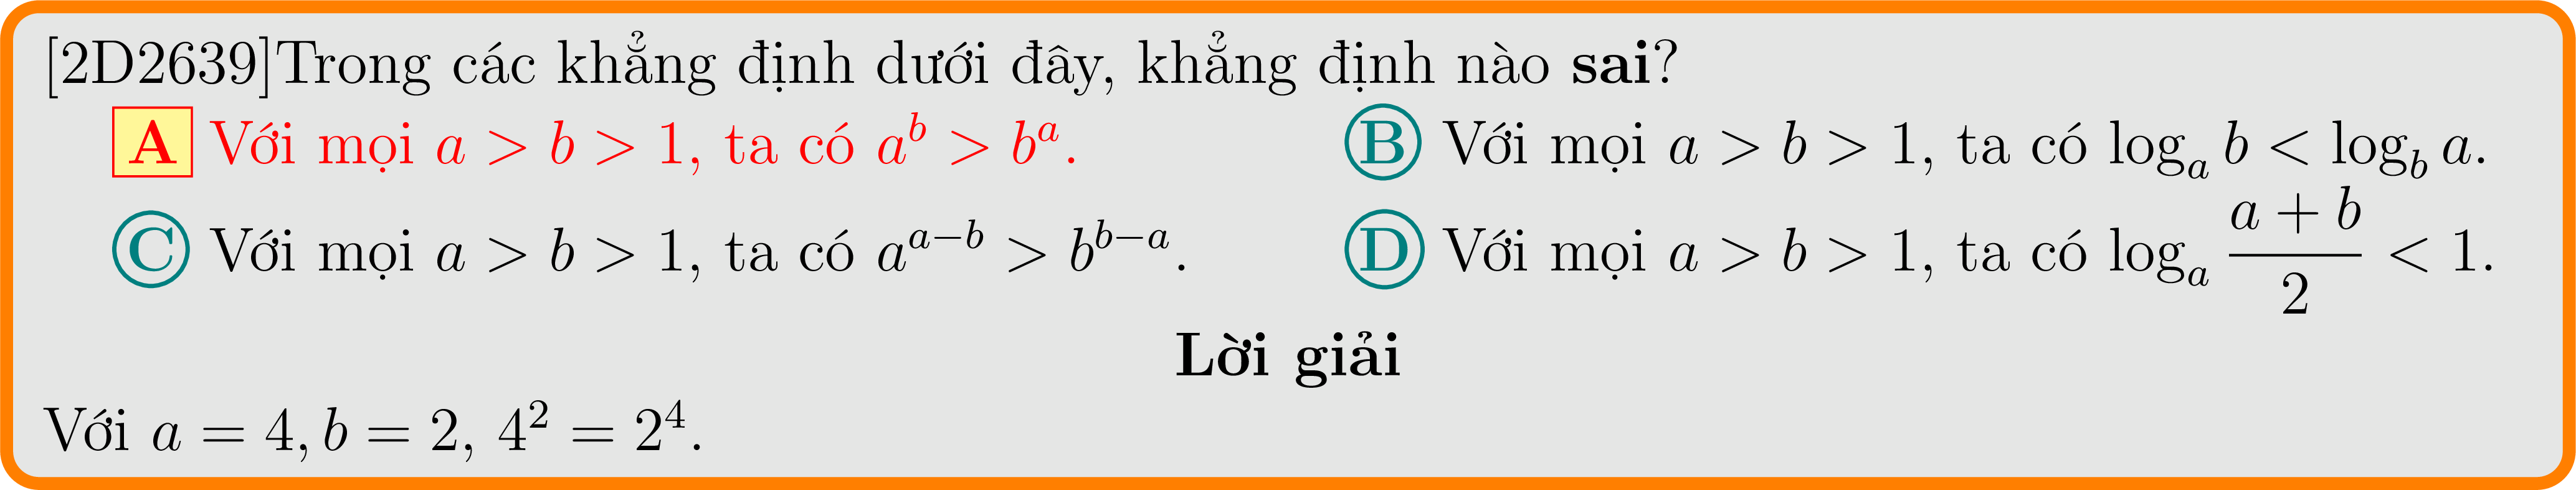 [2D2639]Trong các khẳng định dưới đây, khẳng định nào sai?
A Với mọi $a > b > 1$, ta có $a^b > b^a$. B Với mọi $a > b > 1$, ta có $\log_a b < \log_b a$.
C Với mọi $a > b > 1$, ta có $a^{a-b} > b^{b-a}$. D Với mọi $a > b > 1$, ta có $\log_a \frac{a+b}{2} < 1$.
Lời giải
Với $a = 4, b = 2$, $4^2 = 2^4$.